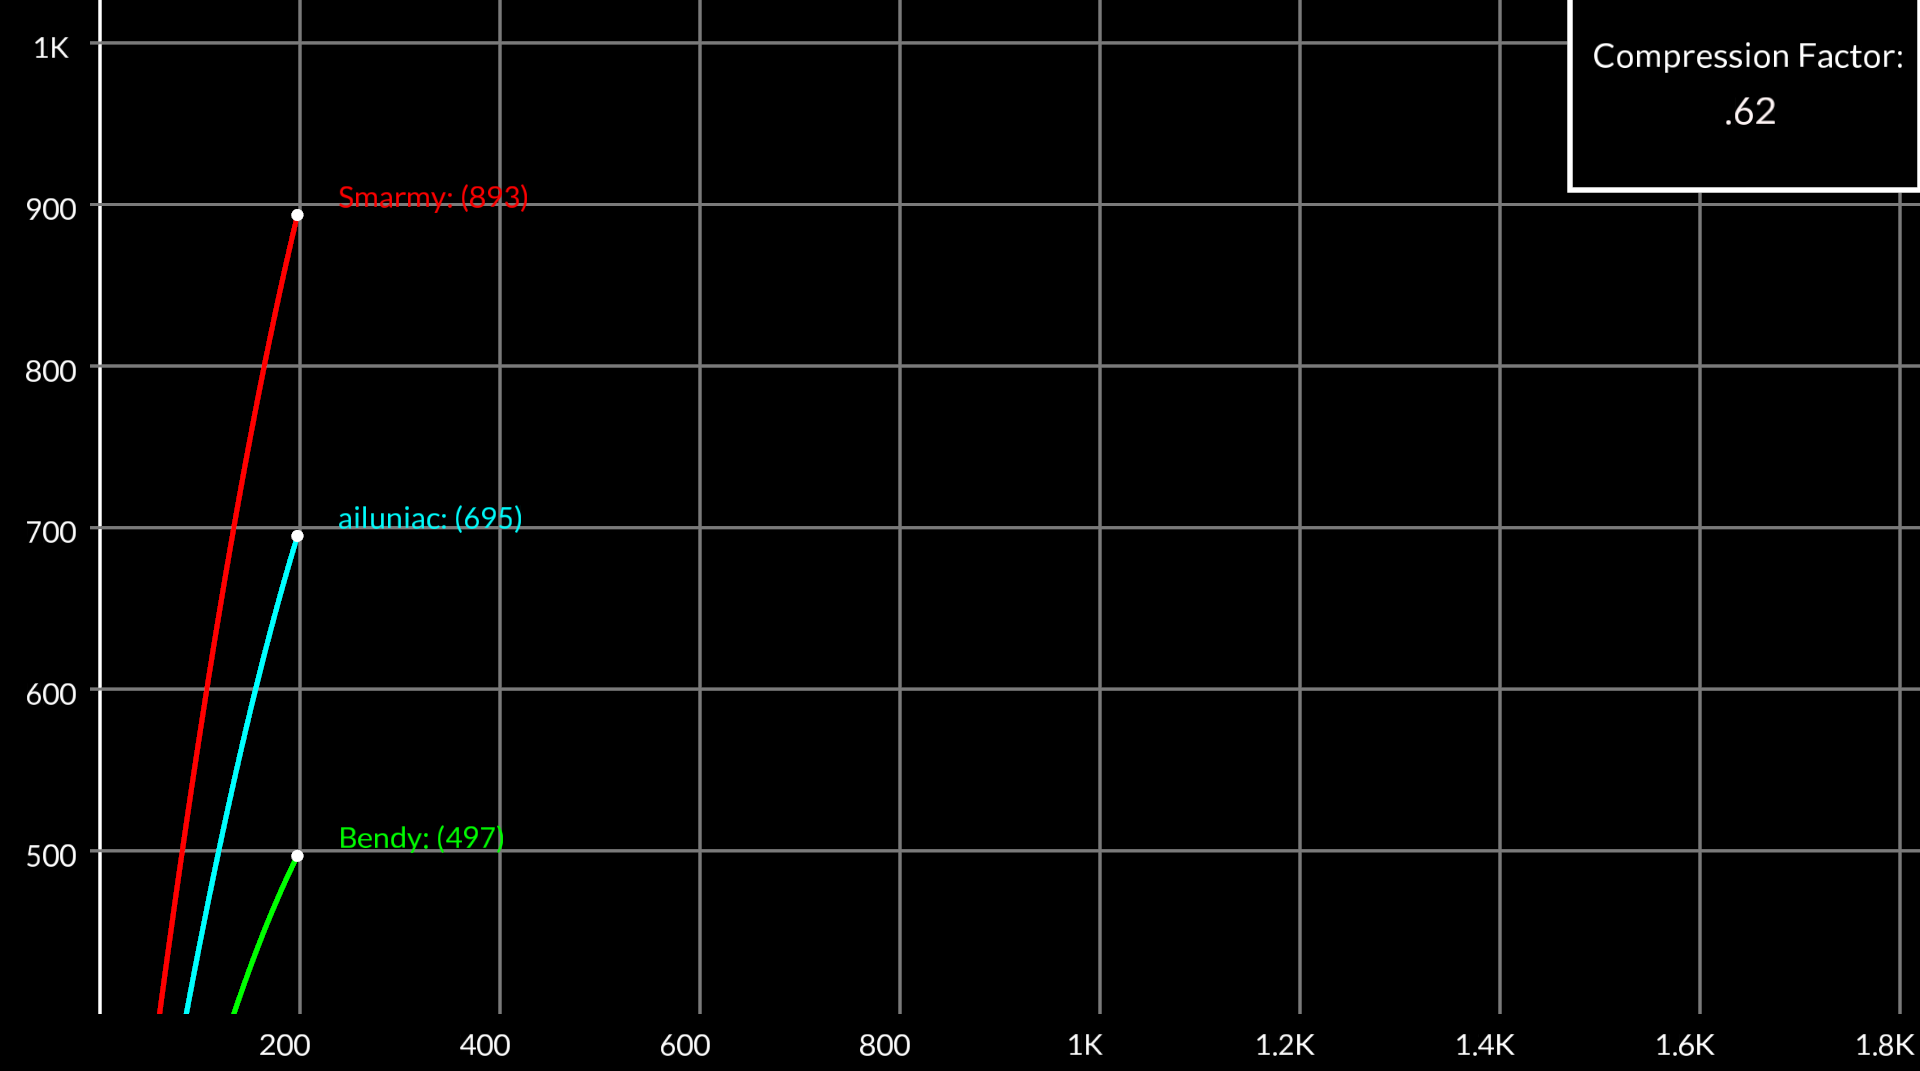 1K
Compression Factor:
.62
900
Smarmy: (893)
800
700
ailuniac: (695)
600
500
Bendy: (497)
200 400 600 800 1K 1.2K 1.4K 1.6K 1.8K